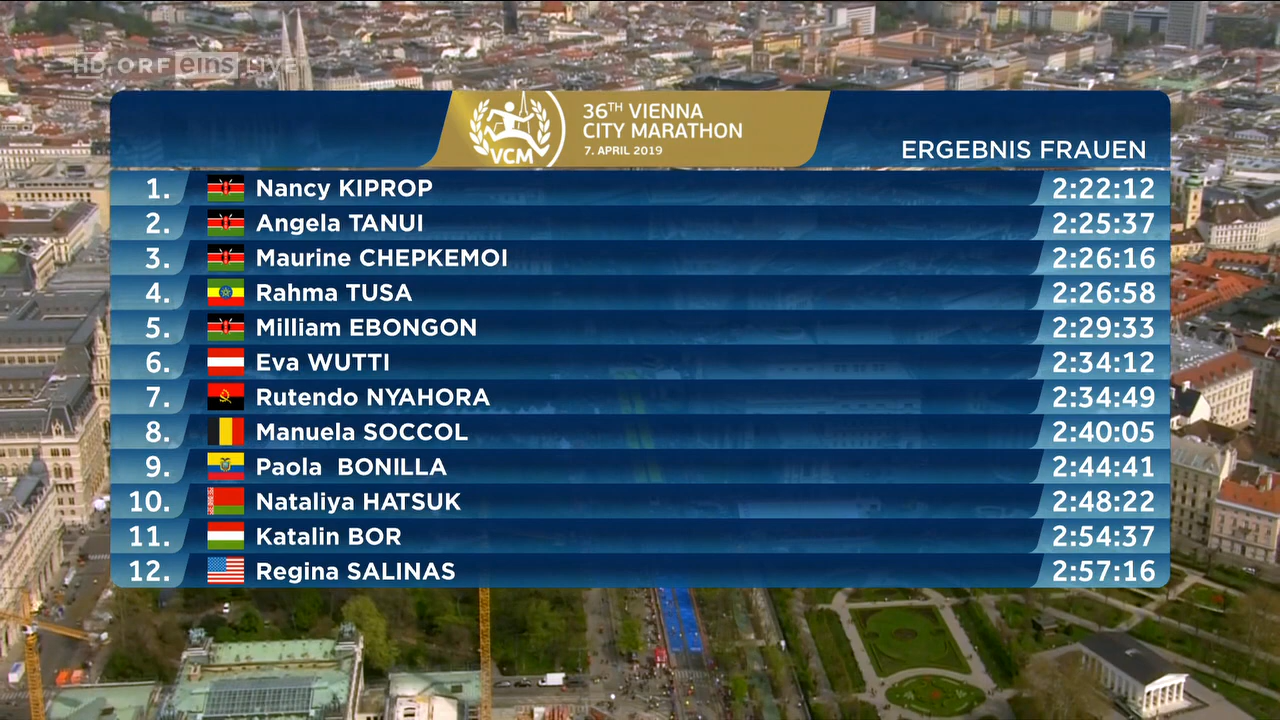 HD ORF eins LIVE
VCM
36TH VIENNA
CITY MARATHON
7. APRIL 2019
ERGEBNIS FRAUEN
1. Nancy KIPROP 2:22:12
2. Angela TANUI 2:25:37
3. Maurine CHEPKEMOI 2:26:16
4. Rahma TUSA 2:26:58
5. Milliam EBONGON 2:29:33
6. Eva WUTTI 2:34:12
7. Rutendo NYAHORA 2:34:49
8. Manuela SOCCOL 2:40:05
9. Paola BONILLA 2:44:41
10. Nataliya HATSUK 2:48:22
11. Katalin BOR 2:54:37
12. Regina SALINAS 2:57:16